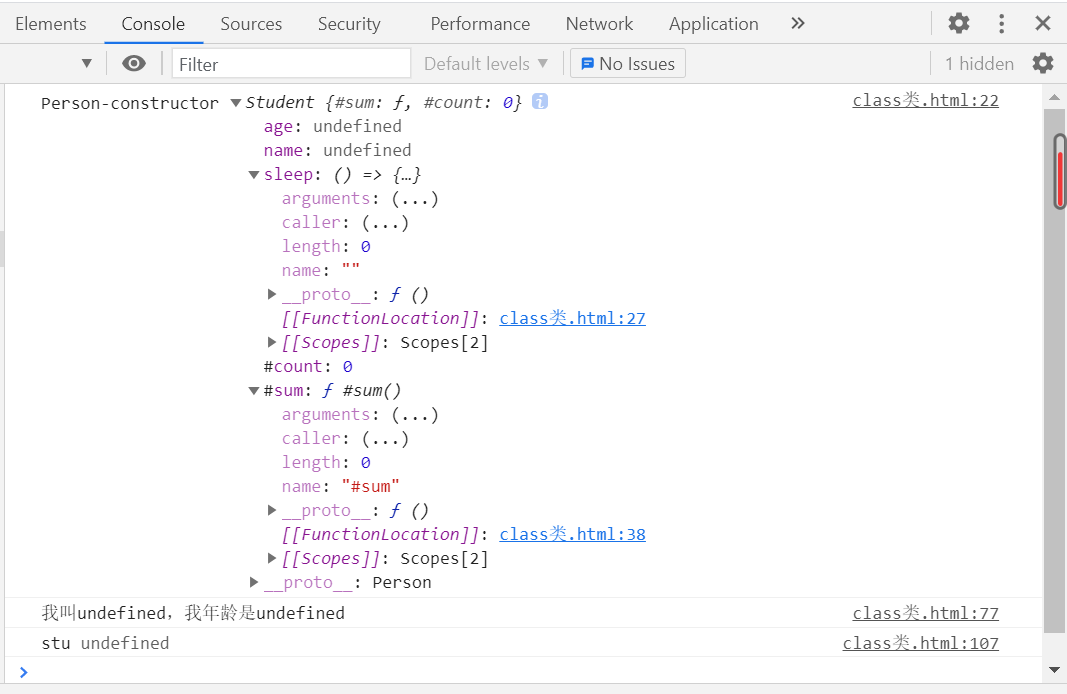 Elements Console Sources Security Performance Network Application
Filter Default levels ▼ No Issues 1 hidden
Person-constructor ▼Student {#sum: ƒ, #count: 0} i class类.html:22
age: undefined
name: undefined
▼sleep: () => {…}
arguments: (...)
caller: (...)
length: 0
name: ""
▶__proto__: ƒ ()
[[FunctionLocation]]: class类.html:27
▶[[Scopes]]: Scopes[2]
#count: 0
▼#sum: ƒ #sum()
arguments: (...)
caller: (...)
length: 0
name: "#sum"
▶__proto__: ƒ ()
[[FunctionLocation]]: class类.html:38
▶[[Scopes]]: Scopes[2]
▶__proto__: Person
我叫undefined，我年龄是undefined class类.html:77
stu undefined class类.html:107